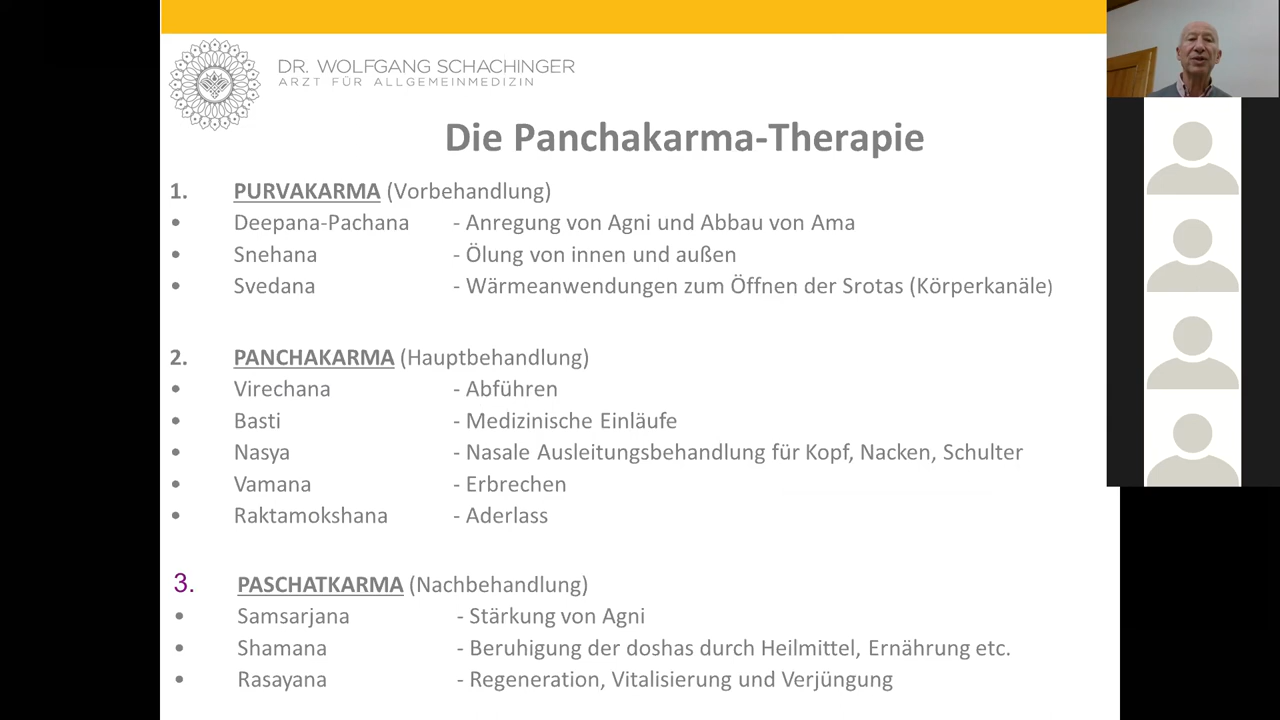 DR. WOLFGANG SCHACHINGER
ARZT FÜR ALLGEMEINMEDIZIN
Die Panchakarma-Therapie
1. PURVAKARMA (Vorbehandlung)
• Deepana-Pachana - Anregung von Agni und Abbau von Ama
• Snehana - Ölung von innen und außen
• Svedana - Wärmeanwendungen zum Öffnen der Srotas (Körperkanäle)
2. PANCHAKARMA (Hauptbehandlung)
• Virechana - Abführen
• Basti - Medizinische Einläufe
• Nasya - Nasale Ausleitungsbehandlung für Kopf, Nacken, Schulter
• Vamana - Erbrechen
• Raktamokshana - Aderlass
3. PASCHATKARMA (Nachbehandlung)
• Samsarjana - Stärkung von Agni
• Shamana - Beruhigung der doshas durch Heilmittel, Ernährung etc.
• Rasayana - Regeneration, Vitalisierung und Verjüngung